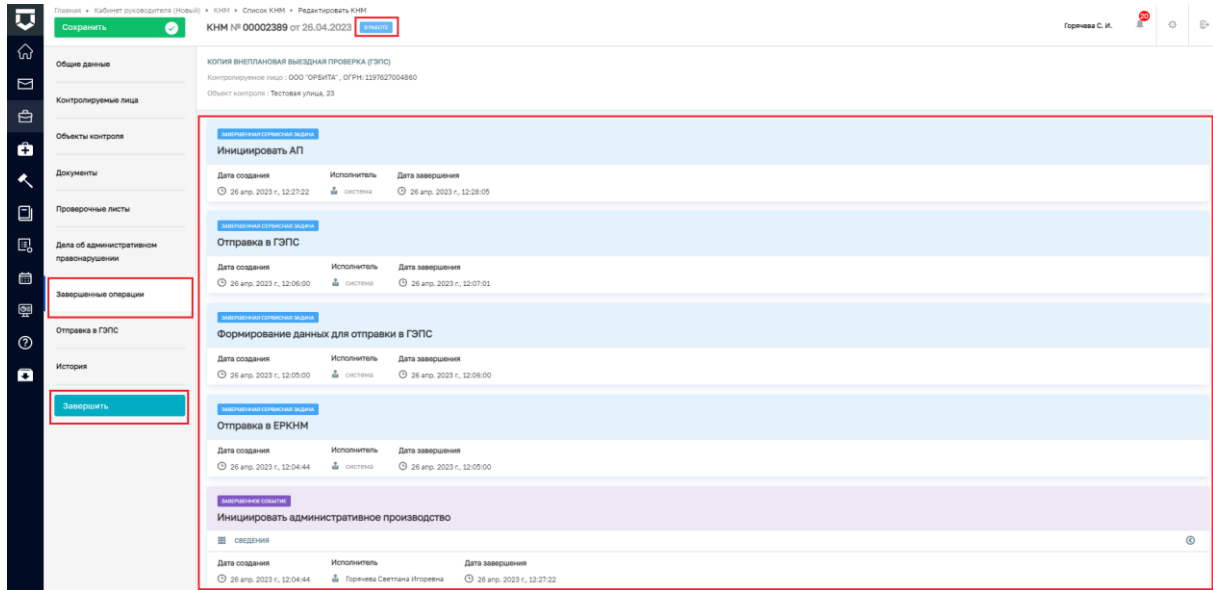 Главная • Кабинет руководителя (Новый) • КНМ • Список КНМ • Редактировать КНМ
Сохранить
КНМ № 00002389 от 26.04.2023 В РАБОТЕ
Горячева С. И.
20
Общие данные
Контролируемые лица
Объекты контроля
Документы
Проверочные листы
Дела об административном
правонарушении
Завершенные операции
Отправка в ГЭПС
История
Завершить
КОПИЯ ВНЕПЛАНОВАЯ ВЫЕЗДНАЯ ПРОВЕРКА (ГЭПС)
Контролируемое лицо : ООО "ОРБИТА" , ОГРН: 1197627004860
Объект контроля : Тестовая улица, 23
ЗАВЕРШЕННАЯ СЕРВИСНАЯ ЗАДАЧА
Инициировать АП
Дата создания Исполнитель Дата завершения
26 апр. 2023 г., 12:27:22 система 26 апр. 2023 г., 12:28:05
ЗАВЕРШЕННАЯ СЕРВИСНАЯ ЗАДАЧА
Отправка в ГЭПС
Дата создания Исполнитель Дата завершения
26 апр. 2023 г., 12:06:00 система 26 апр. 2023 г., 12:07:01
ЗАВЕРШЕННАЯ СЕРВИСНАЯ ЗАДАЧА
Формирование данных для отправки в ГЭПС
Дата создания Исполнитель Дата завершения
26 апр. 2023 г., 12:05:00 система 26 апр. 2023 г., 12:06:00
ЗАВЕРШЕННАЯ СЕРВИСНАЯ ЗАДАЧА
Отправка в ЕРКНМ
Дата создания Исполнитель Дата завершения
26 апр. 2023 г., 12:04:44 система 26 апр. 2023 г., 12:05:00
ЗАВЕРШЕННОЕ СОБЫТИЕ
Инициировать административное производство
СВЕДЕНИЯ
Дата создания Исполнитель Дата завершения
26 апр. 2023 г., 12:04:44 Горячева Светлана Игоревна 26 апр. 2023 г., 12:27:22